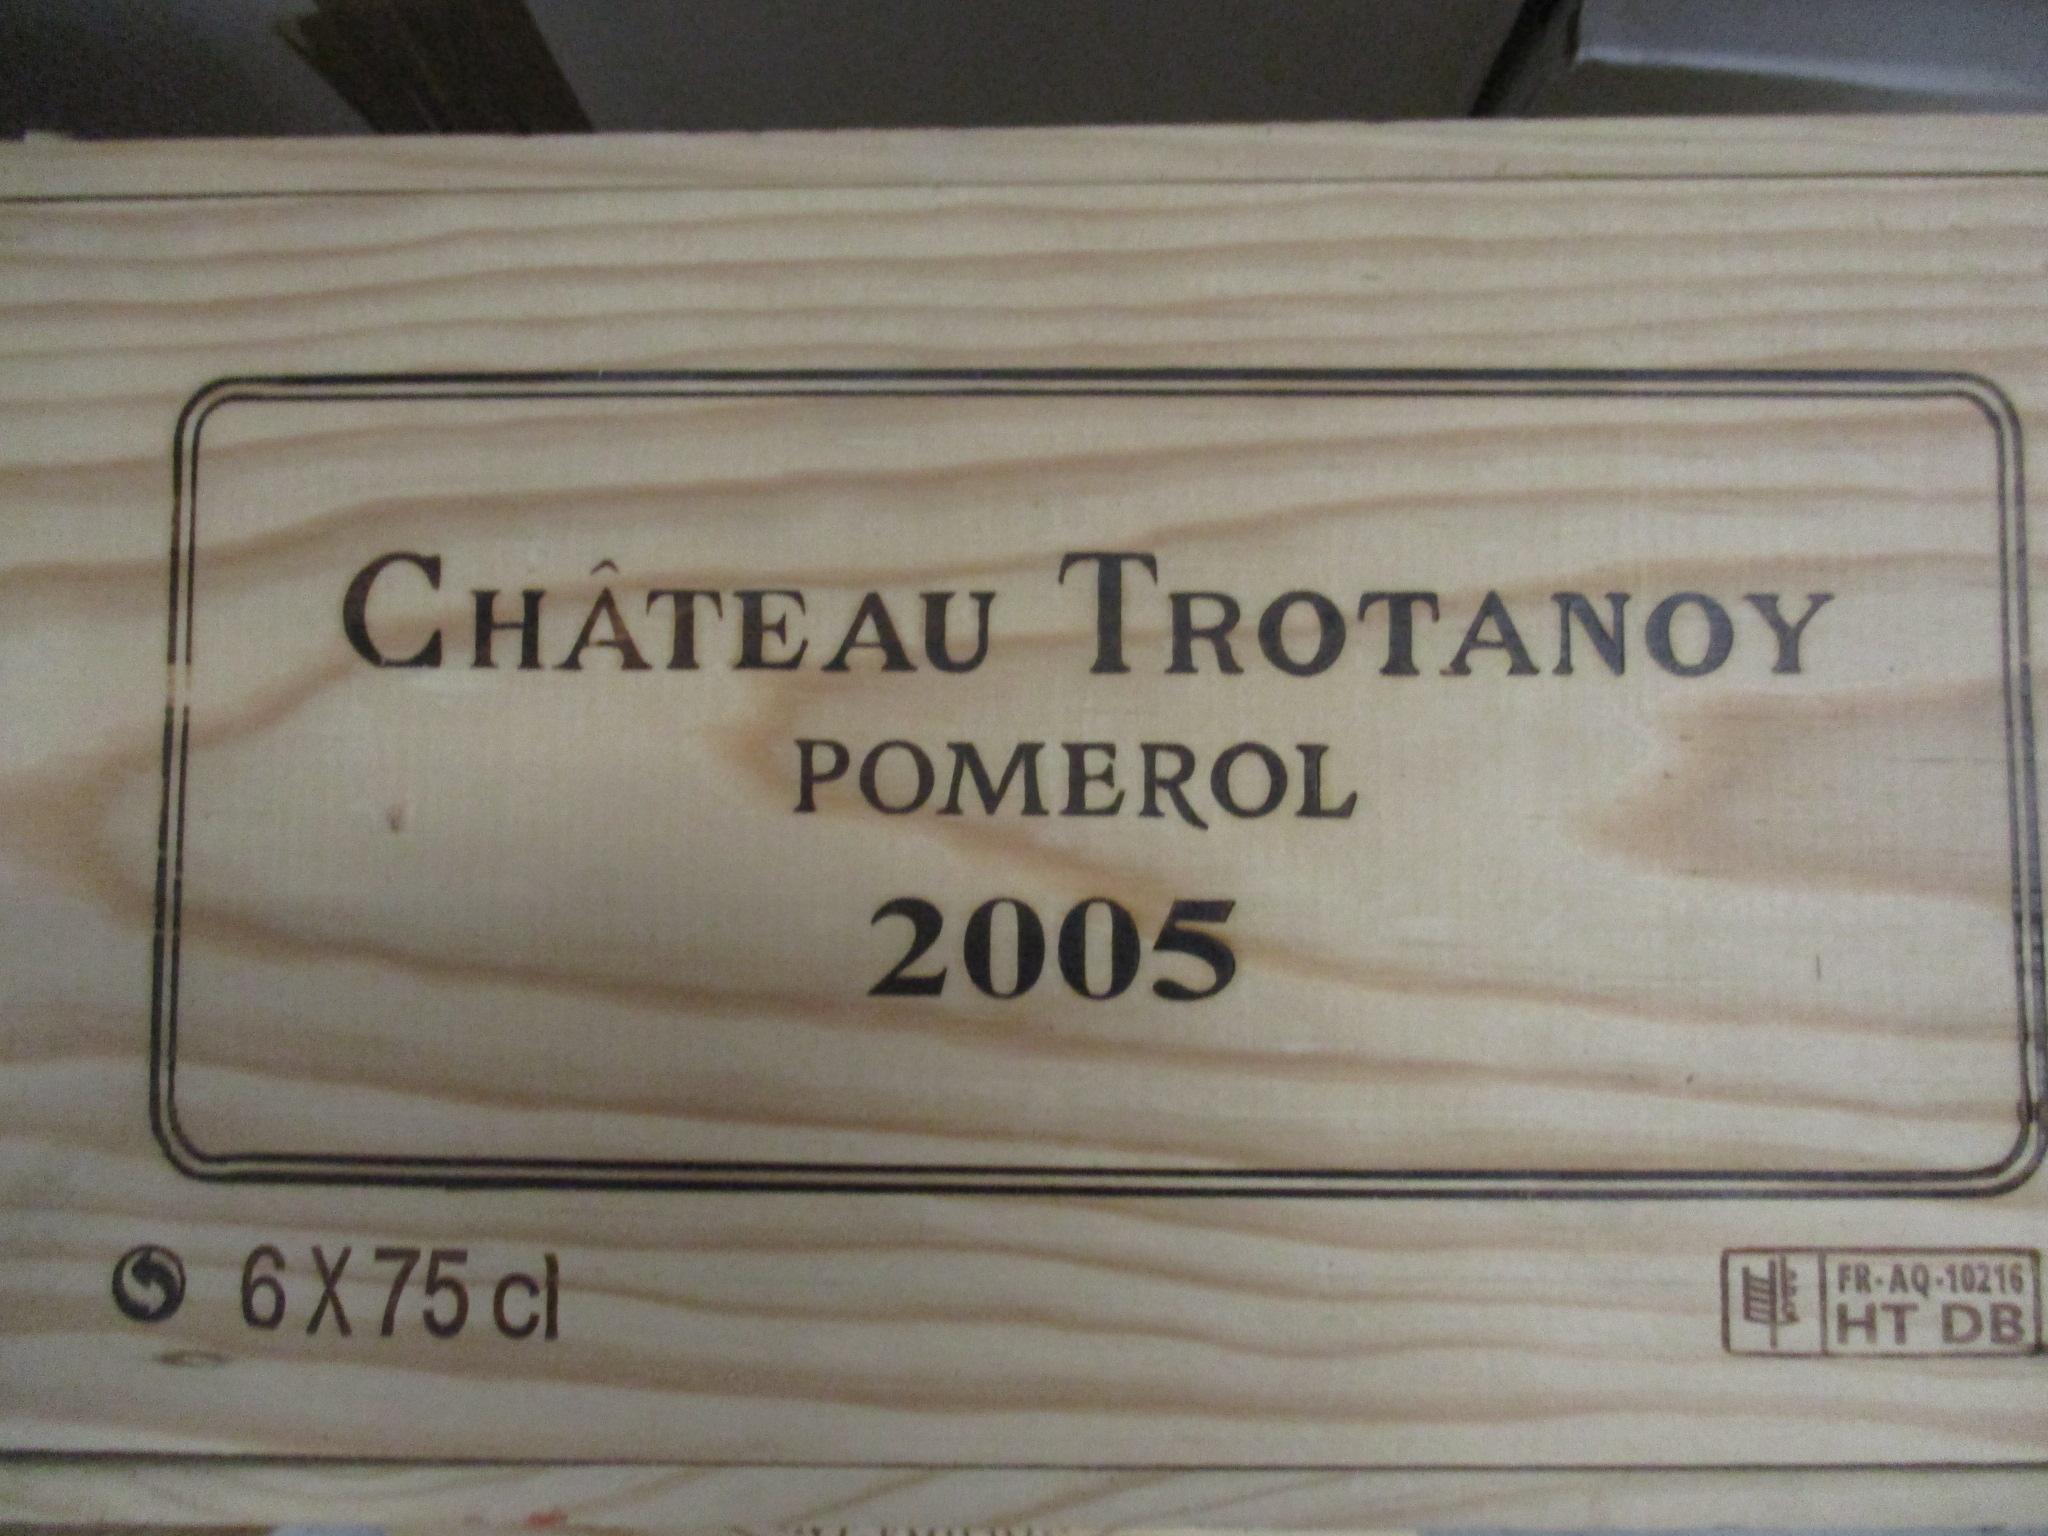 CHÂTEAU TROTANOY
POMEROL
2005
6 X 75 cl
FR-AQ-10216
HT DB